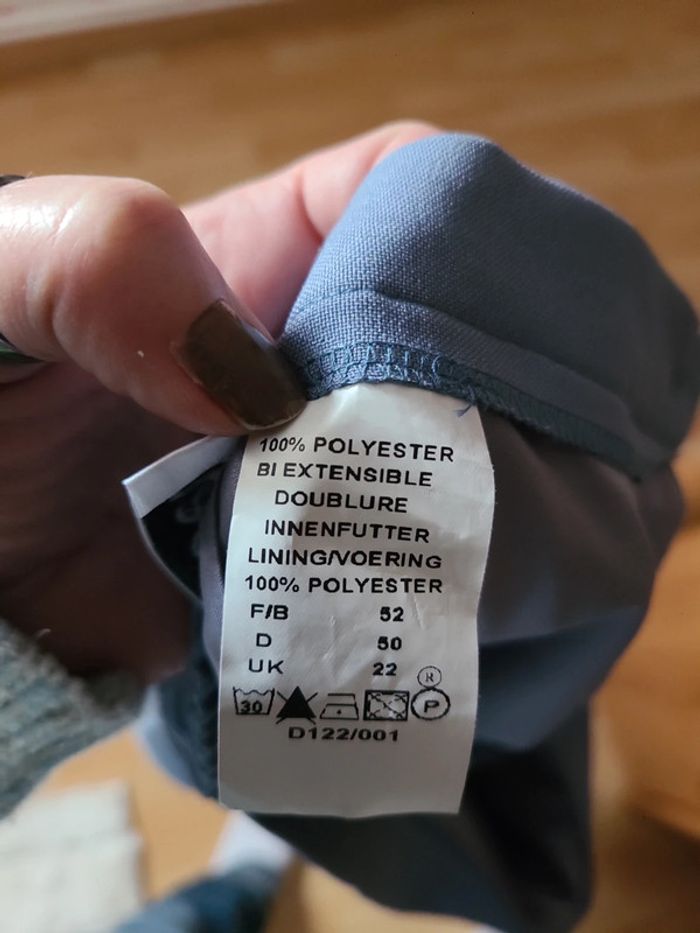 100% POLYESTER
BI EXTENSIBLE
DOUBLURE
INNENFUTTER
LINING/VOERING
100% POLYESTER
F/B 52
D 50
UK 22
R
30 P
D122/001